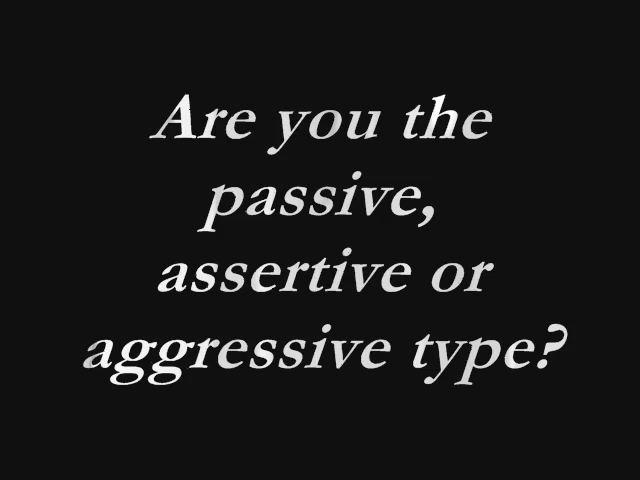 Are you the
passive,
assertive or
aggressive type?